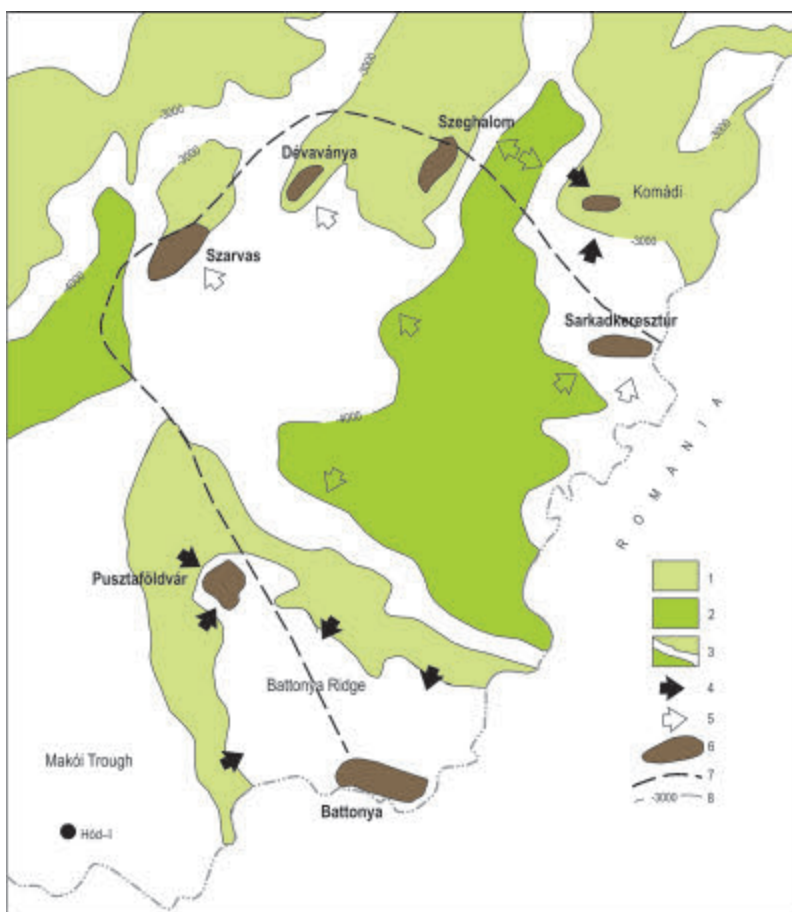 -3000
-3000
-3000
-3000
Szeghalom
Dévaványa
Komádi
-3000
Szarvas
-4000
Sarkadkeresztúr
-4000
ROMANIA
Pusztaföldvár
Battonya Ridge
Makói Trough
Battonya
Hód–I
1
2
3
4
5
6
7
-3000
8